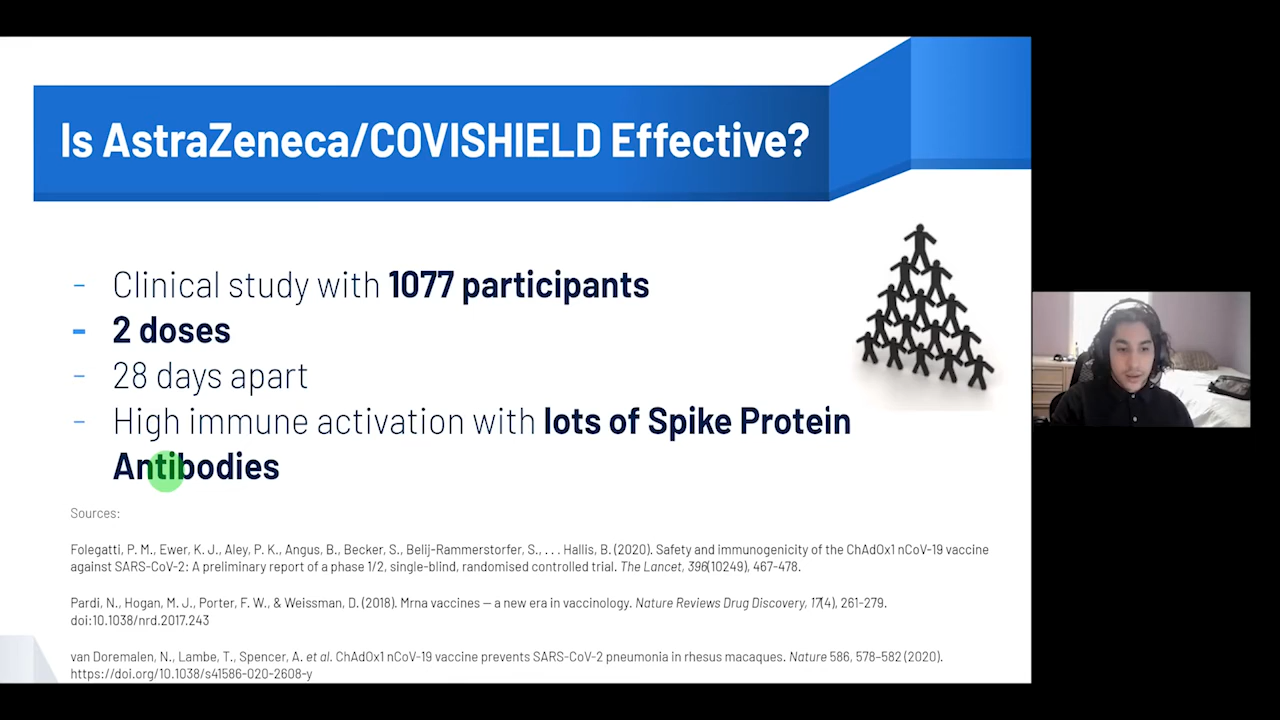 Is AstraZeneca/COVISHIELD Effective?
- Clinical study with 1077 participants
- 2 doses
- 28 days apart
- High immune activation with lots of Spike Protein
Antibodies
Sources:
Folegatti, P. M., Ewer, K. J., Aley, P. K., Angus, B., Becker, S., Belij-Rammerstorfer, S., . . . Hallis, B. (2020). Safety and immunogenicity of the ChAdOx1 nCoV-19 vaccine
against SARS-CoV-2: A preliminary report of a phase 1/2, single-blind, randomised controlled trial. The Lancet, 396(10249), 467-478.
Pardi, N., Hogan, M. J., Porter, F. W., & Weissman, D. (2018). Mrna vaccines — a new era in vaccinology. Nature Reviews Drug Discovery, 17(4), 261-279.
doi:10.1038/nrd.2017.243
van Doremalen, N., Lambe, T., Spencer, A. et al. ChAdOx1 nCoV-19 vaccine prevents SARS-CoV-2 pneumonia in rhesus macaques. Nature 586, 578–582 (2020).
https://doi.org/10.1038/s41586-020-2608-y